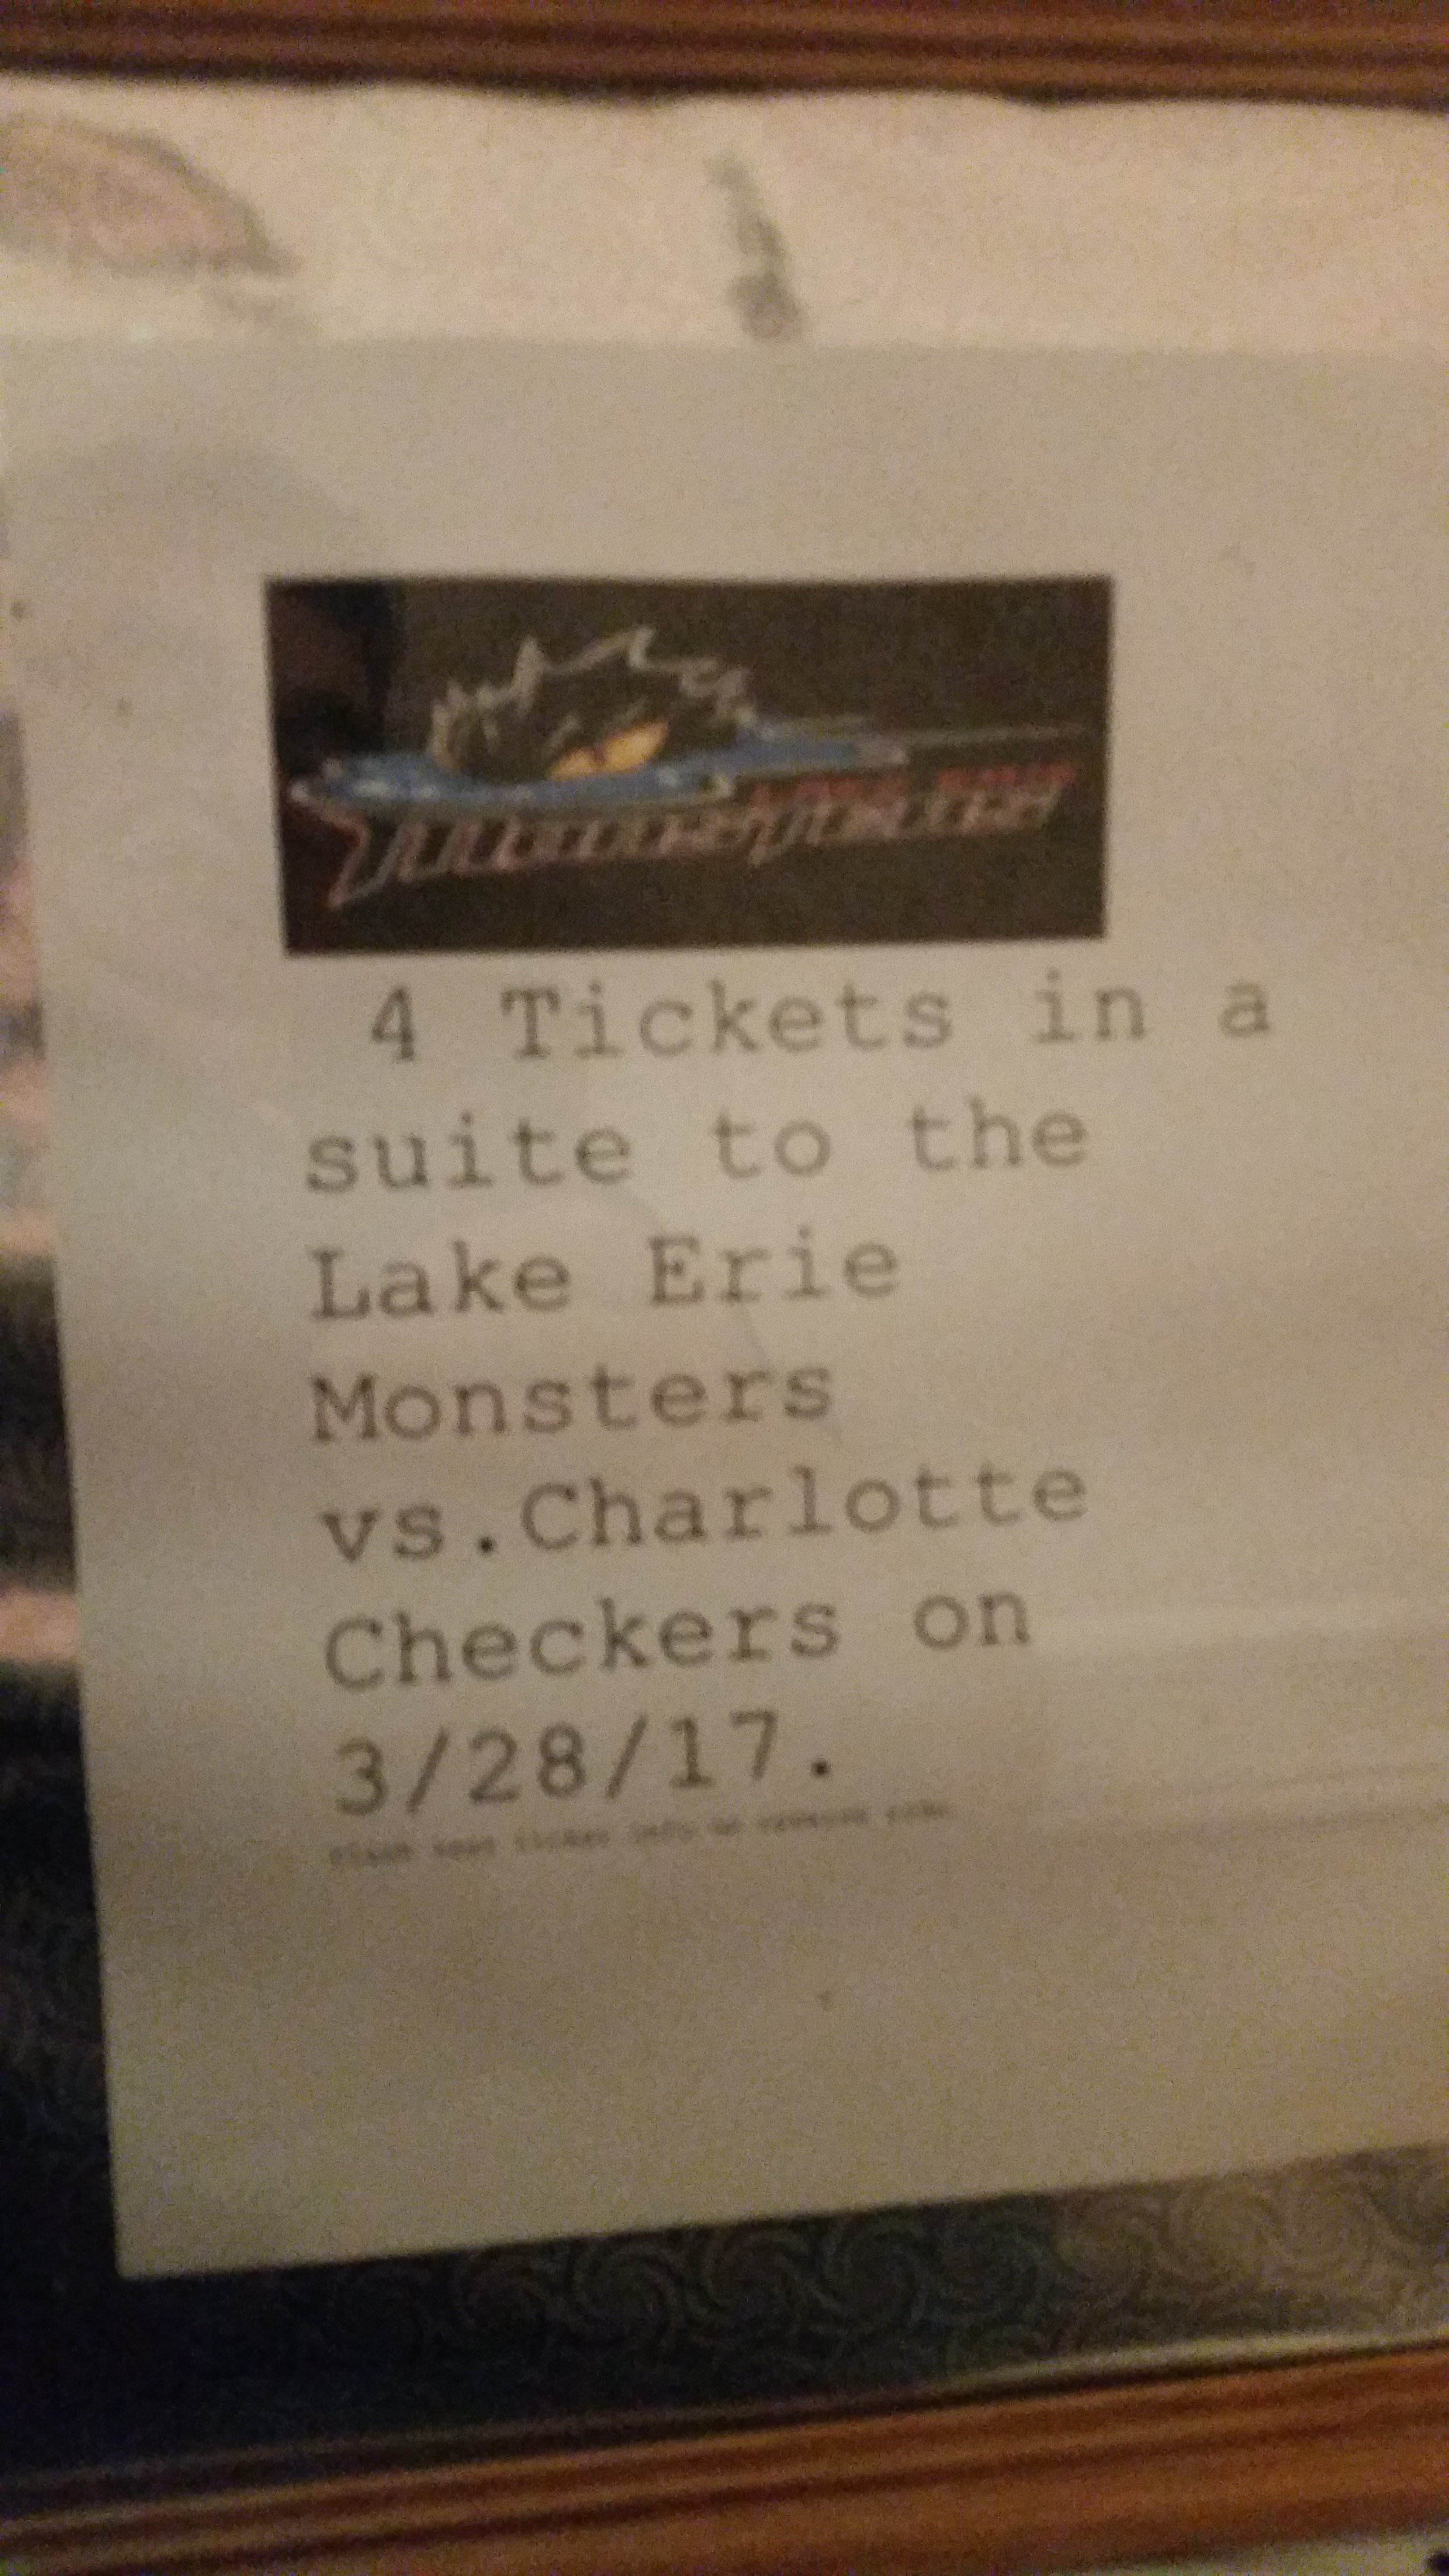 4 Tickets in a
suite to the
Lake Erie
Monsters
vs.Charlotte
Checkers on
3/28/17.